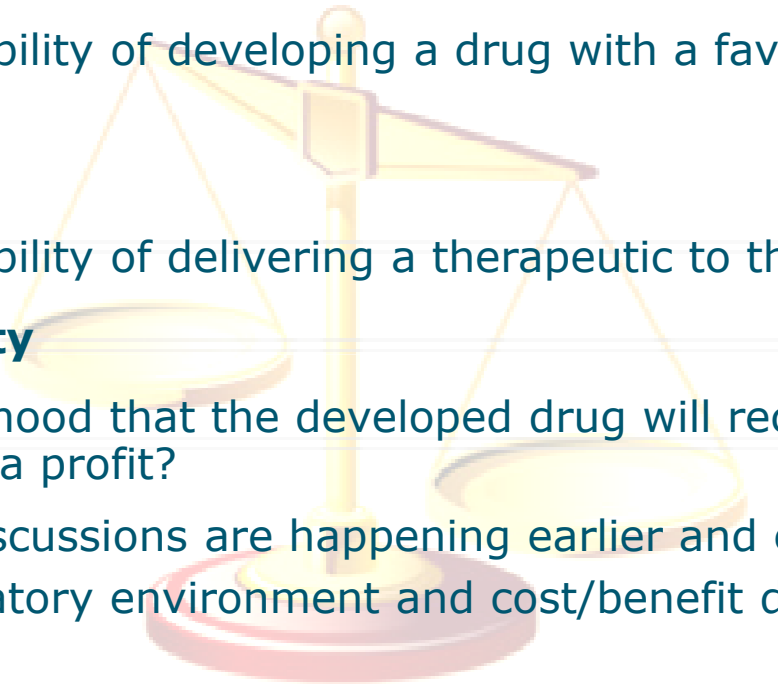 bility of developing a drug with a fav
bility of delivering a therapeutic to th
ty
hood that the developed drug will rec
a profit?
scussions are happening earlier and e
atory environment and cost/benefit d